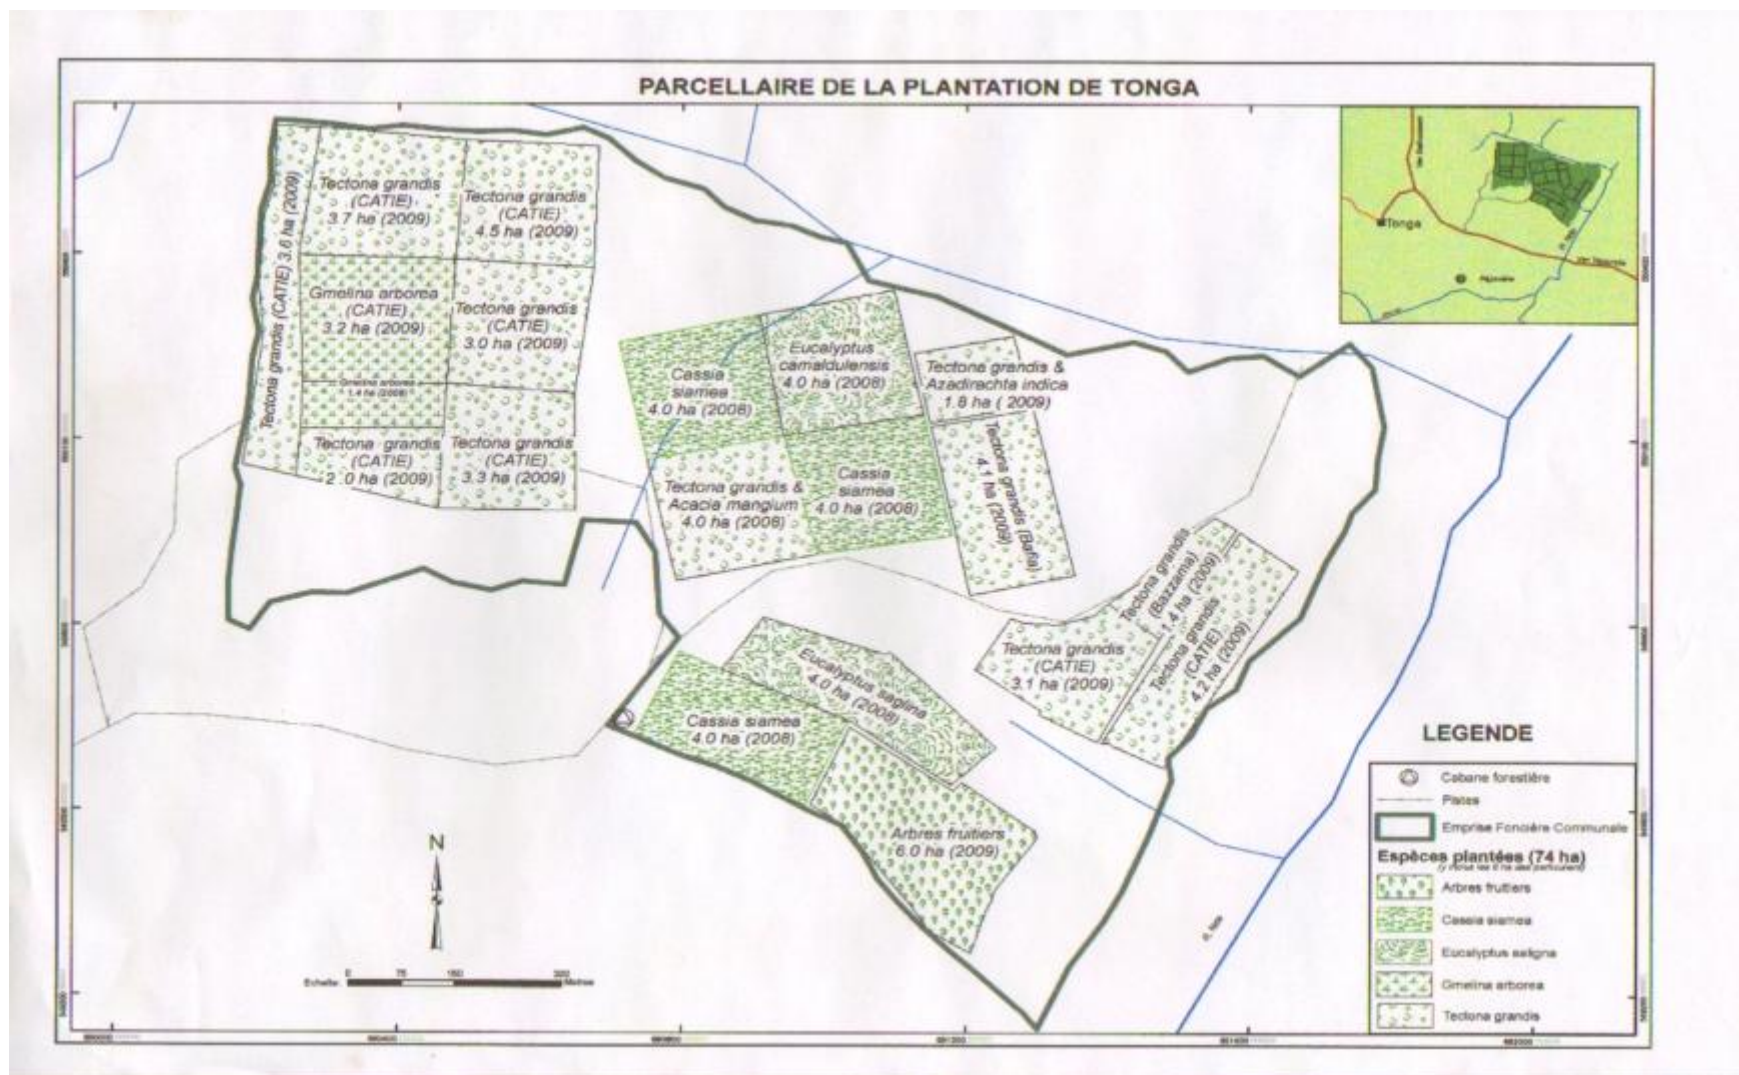 PARCELLAIRE DE LA PLANTATION DE TONGA
Tectona grandis (CATIE) 3.6 ha (2009)
Tectona grandis
(CATIE)
3.7 ha (2009)
Tectona grandis
(CATIE)
4.5 ha (2009)
Gmelina arborea
(CATIE)
3.2 ha (2009)
Tectona grandis
(CATIE)
3.0 ha (2009)
Gmelina arborea
1.4 ha (2008)
Tectona grandis
(CATIE)
2.0 ha (2009)
Tectona grandis
(CATIE)
3.3 ha (2009)
Cassia
siamea
4.0 ha (2008)
Eucalyptus
camaldulensis
4.0 ha (2008)
Tectona grandis &
Azadirachta indica
1.8 ha ( 2009)
Tectona grandis &
Acacia mangium
4.0 ha (2008)
Cassia
siamea
4.0 ha (2008)
Tectona grandis (Bafia)
4.1 ha (2009)
Tectona grandis
(Bazzama)
1.4 ha (2009)
Tectona grandis
(CATIE)
3.1 ha (2009)
Tectona grandis
(CATIE)
4.2 ha (2009)
Eucalyptus saglina
4.0 ha (2008)
Cassia siamea
4.0 ha (2008)
Arbres fruitiers
6.0 ha (2009)
Tonga
N
Echelle:
0 75 150 300
Mètres
LEGENDE
Cabane forestière
Pistes
Emprise Foncière Communale
Espèces plantées (74 ha)
Arbres fruitiers
Cassia siamea
Eucalyptus saligna
Gmelina arborea
Tectona grandis